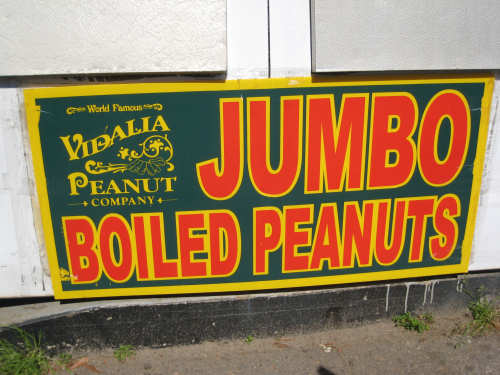 World Famous
VIDALIA
PEANUT
COMPANY
JUMBO
BOILED PEANUTS